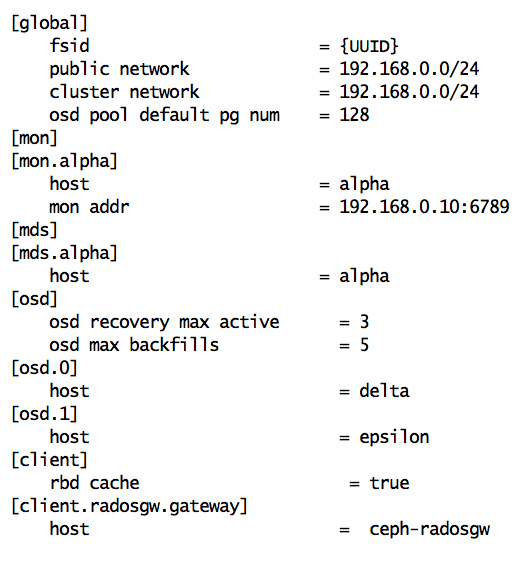 [global]
    fsid                       = {UUID}
    public network             = 192.168.0.0/24
    cluster network            = 192.168.0.0/24
    osd pool default pg num    = 128
[mon]
[mon.alpha]
    host                       = alpha
    mon addr                   = 192.168.0.10:6789
[mds]
[mds.alpha]
    host                       = alpha
[osd]
    osd recovery max active      = 3
    osd max backfills            = 5
[osd.0]
    host                         = delta
[osd.1]
    host                         = epsilon
[client]
    rbd cache                     = true
[client.radosgw.gateway]
    host                         =  ceph-radosgw